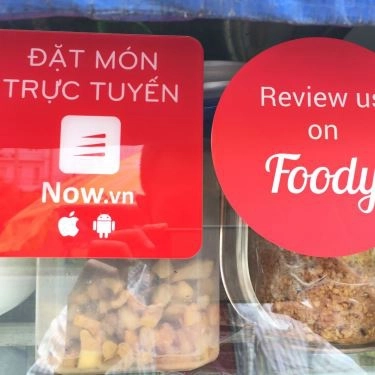 ĐẶT MÓN
TRỰC TUYẾN
Now.vn
Review us
on
Foody